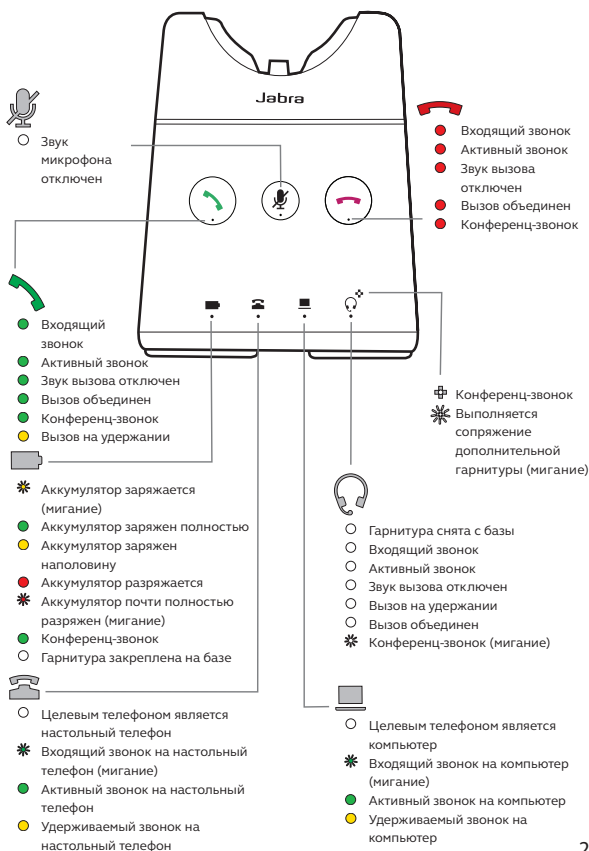 Jabra
Звук
микрофона
отключен
Входящий звонок
Активный звонок
Звук вызова
отключен
Вызов объединен
Конференц-звонок
Входящий
звонок
Активный звонок
Звук вызова отключен
Вызов объединен
Конференц-звонок
Вызов на удержании
Конференц-звонок
Выполняется
сопряжение
дополнительной
гарнитуры (мигание)
Аккумулятор заряжается
(мигание)
Аккумулятор заряжен полностью
Аккумулятор заряжен
наполовину
Аккумулятор разряжается
Аккумулятор почти полностью
разряжен (мигание)
Конференц-звонок
Гарнитура закреплена на базе
Гарнитура снята с базы
Входящий звонок
Активный звонок
Звук вызова отключен
Вызов на удержании
Вызов объединен
Конференц-звонок (мигание)
Целевым телефоном является
настольный телефон
Входящий звонок на настольный
телефон (мигание)
Активный звонок на настольный
телефон
Удерживаемый звонок на
настольный телефон
Целевым телефоном является
компьютер
Входящий звонок на компьютер
(мигание)
Активный звонок на компьютер
Удерживаемый звонок на
компьютер